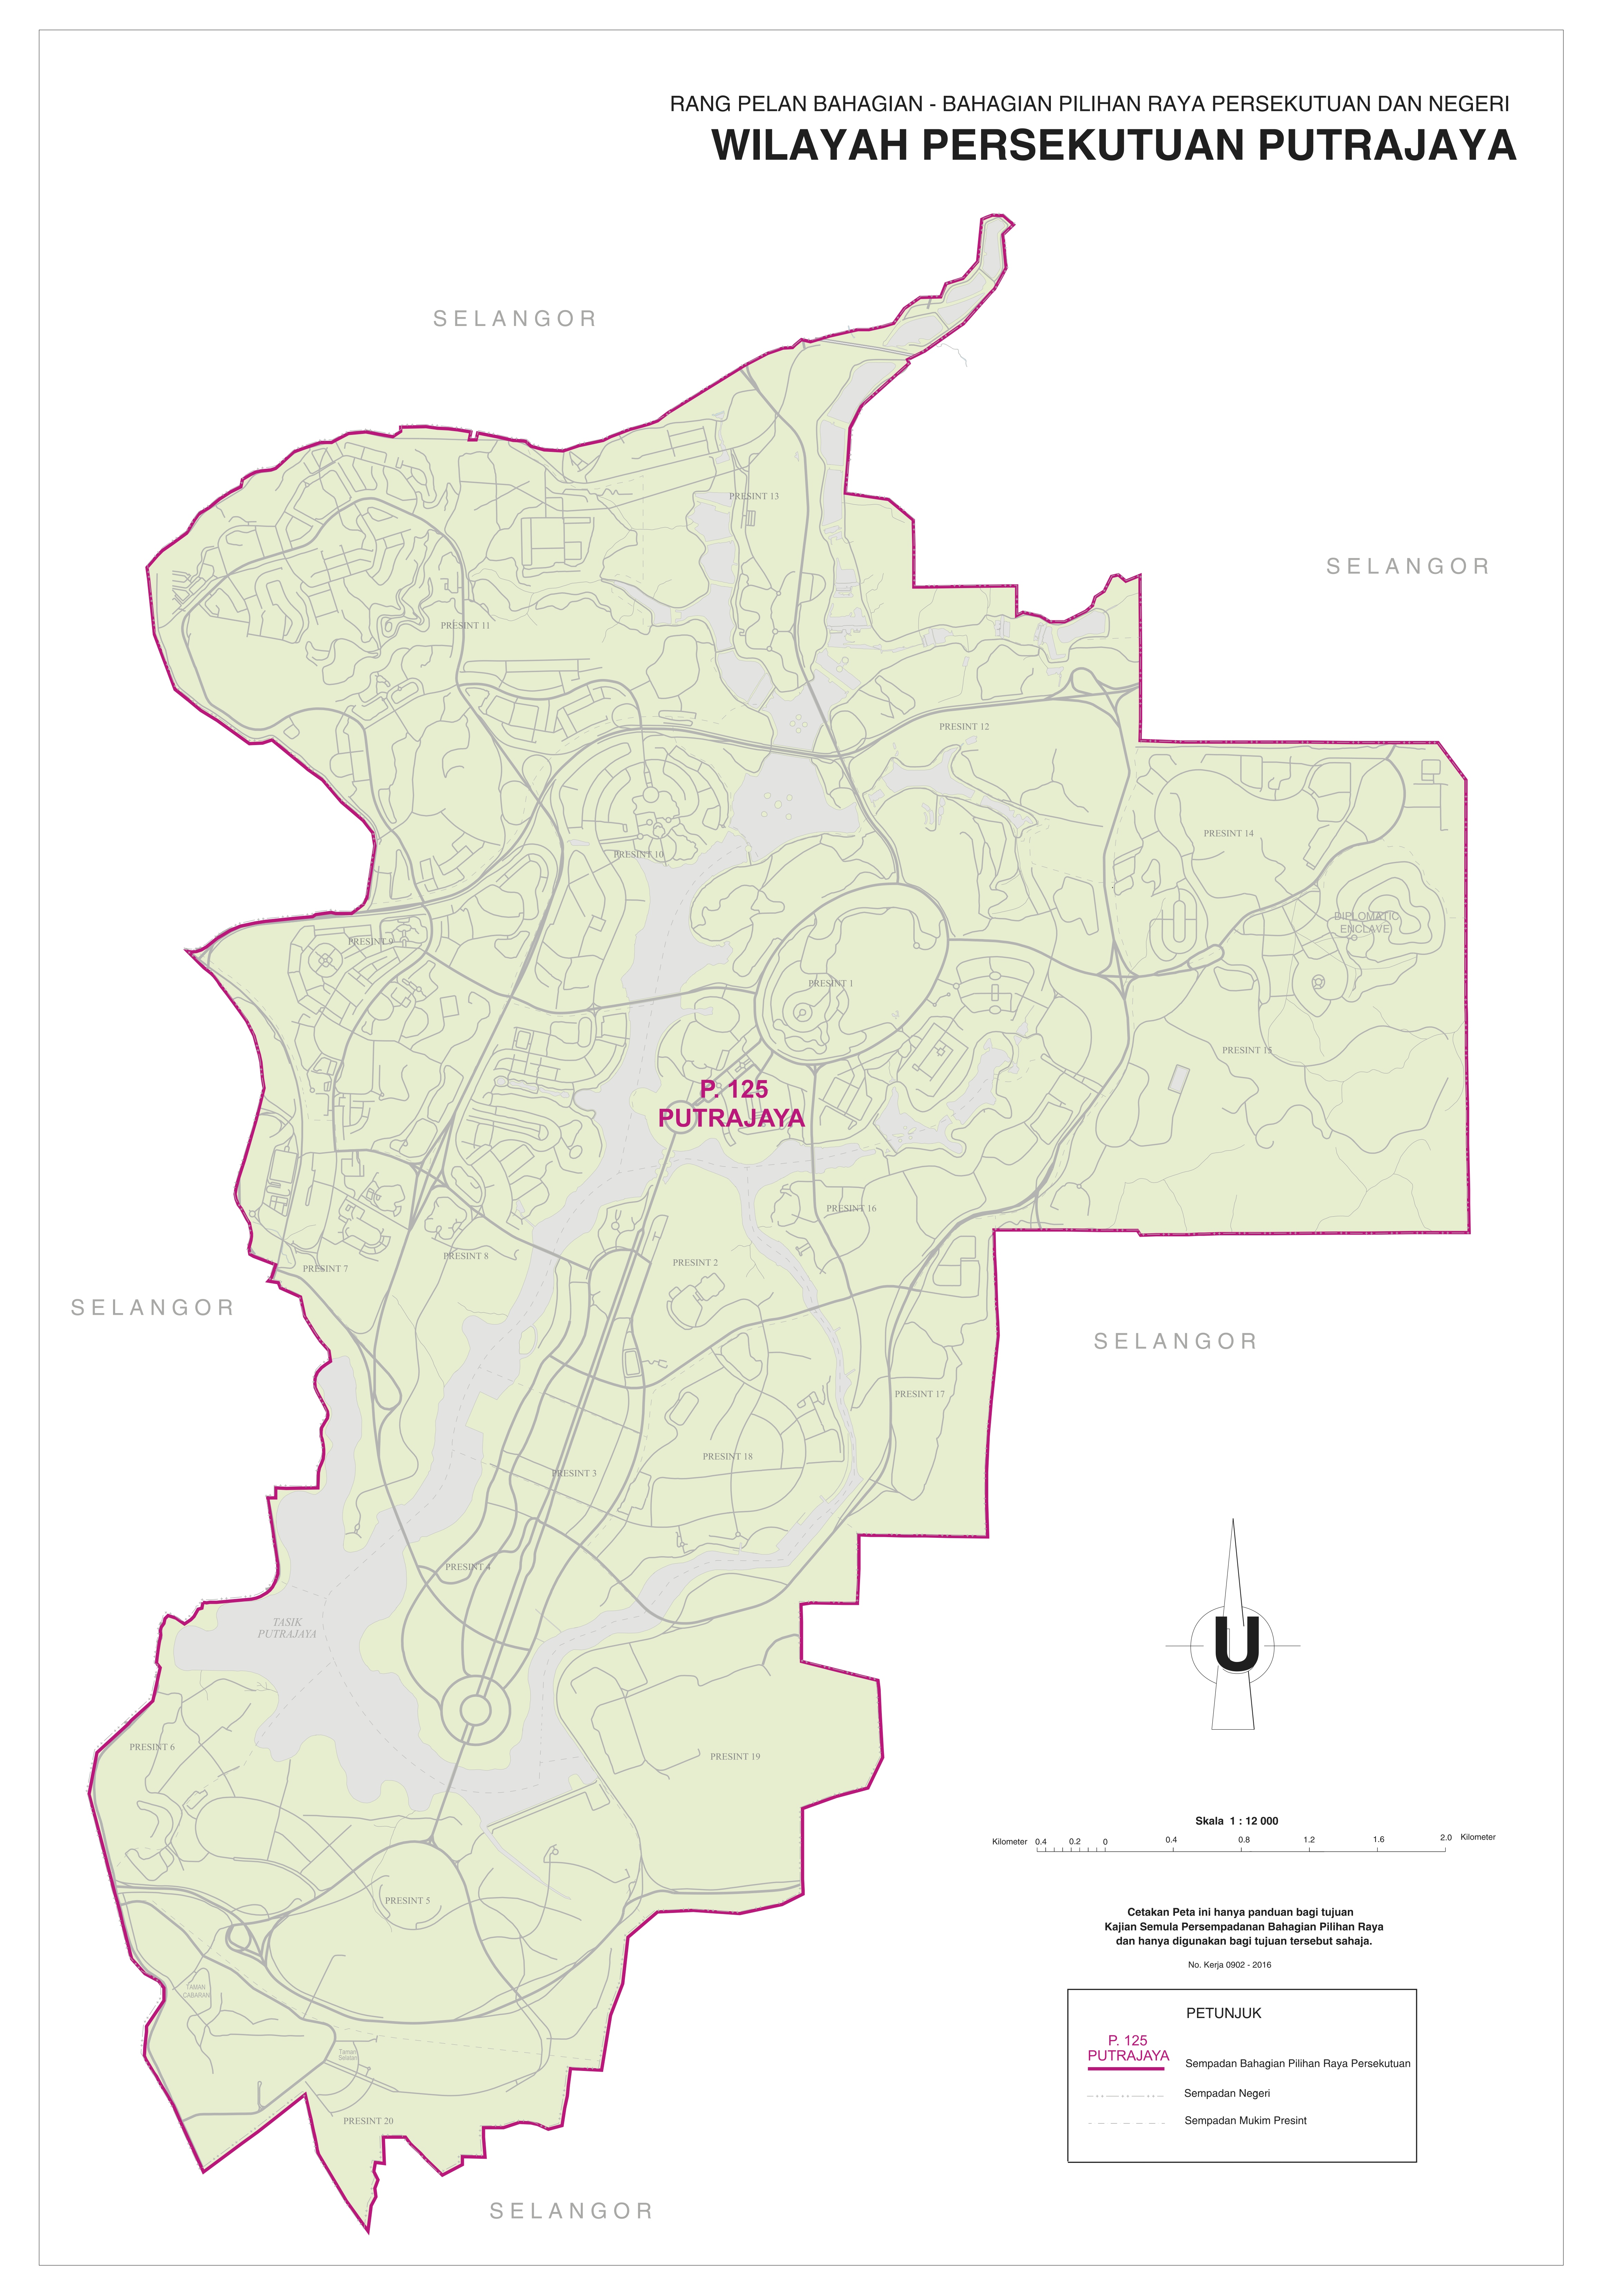 RANG PELAN BAHAGIAN - BAHAGIAN PILIHAN RAYA PERSEKUTUAN DAN NEGERI
WILAYAH PERSEKUTUAN PUTRAJAYA
SELANGOR
PRESINT 13
SELANGOR
PRESINT 11
PRESINT 12
PRESINT 14
PRESINT 10
DIPLOMATIC
ENCLAVE
PRESINT 9
PRESINT 1
PRESINT 15
P. 125
PUTRAJAYA
PRESINT 16
PRESINT 8
PRESINT 2
PRESINT 7
SELANGOR
SELANGOR
PRESINT 17
PRESINT 18
PRESINT 3
PRESINT 4
TASIK
PUTRAJAYA
U
PRESINT 6
PRESINT 19
Skala 1 : 12 000
Kilometer 0.4 0.2 0 0.4 0.8 1.2 1.6 2.0 Kilometer
PRESINT 5
Cetakan Peta ini hanya panduan bagi tujuan
Kajian Semula Persempadanan Bahagian Pilihan Raya
dan hanya digunakan bagi tujuan tersebut sahaja.
No. Kerja 0902 - 2016
TAMAN
CABARAN
Taman
Selatan
PRESINT 20
SELANGOR
PETUNJUK
P. 125
PUTRAJAYA
Sempadan Bahagian Pilihan Raya Persekutuan
Sempadan Negeri
Sempadan Mukim Presint